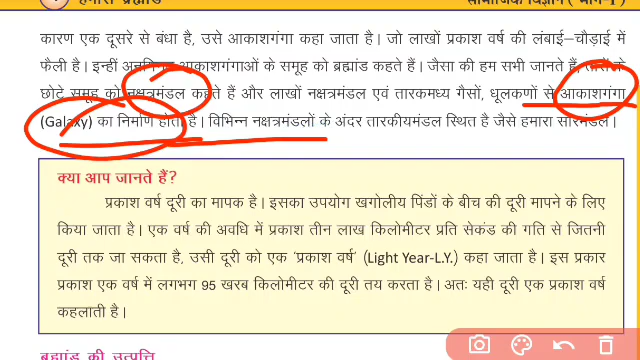 हमारा ब्रह्मांड
सामाजिक विज्ञान ( भाग-1 )
कारण एक दूसरे से बंधा है, उसे आकाशगंगा कहा जाता है। जो लाखों प्रकाश वर्ष की लंबाई–चौड़ाई में
फैली है। इन्हीं अनगिनत आकाशगंगाओं के समूह को ब्रह्मांड कहते हैं। जैसा की हम सभी जानते हैं, तारों के
छोटे समूह को नक्षत्रमंडल कहते हैं और लाखों नक्षत्रमंडल एवं तारकमध्य गैसों, धूलकणों से आकाशगंगा
(Galaxy) का निर्माण होता है। विभिन्न नक्षत्रमंडलों के अंदर तारकीयमंडल स्थित है जैसे हमारा सौरमंडल।
क्या आप जानते हैं?
प्रकाश वर्ष दूरी का मापक है। इसका उपयोग खगोलीय पिंडों के बीच की दूरी मापने के लिए
किया जाता है। एक वर्ष की अवधि में प्रकाश तीन लाख किलोमीटर प्रति सेकंड की गति से जितनी
दूरी तक जा सकता है, उसी दूरी को एक 'प्रकाश वर्ष' (Light Year-L.Y.) कहा जाता है। इस प्रकार
प्रकाश एक वर्ष में लगभग 95 खरब किलोमीटर की दूरी तय करता है। अतः यही दूरी एक प्रकाश वर्ष
कहलाती है।
ब्रह्मांड की उत्पत्ति